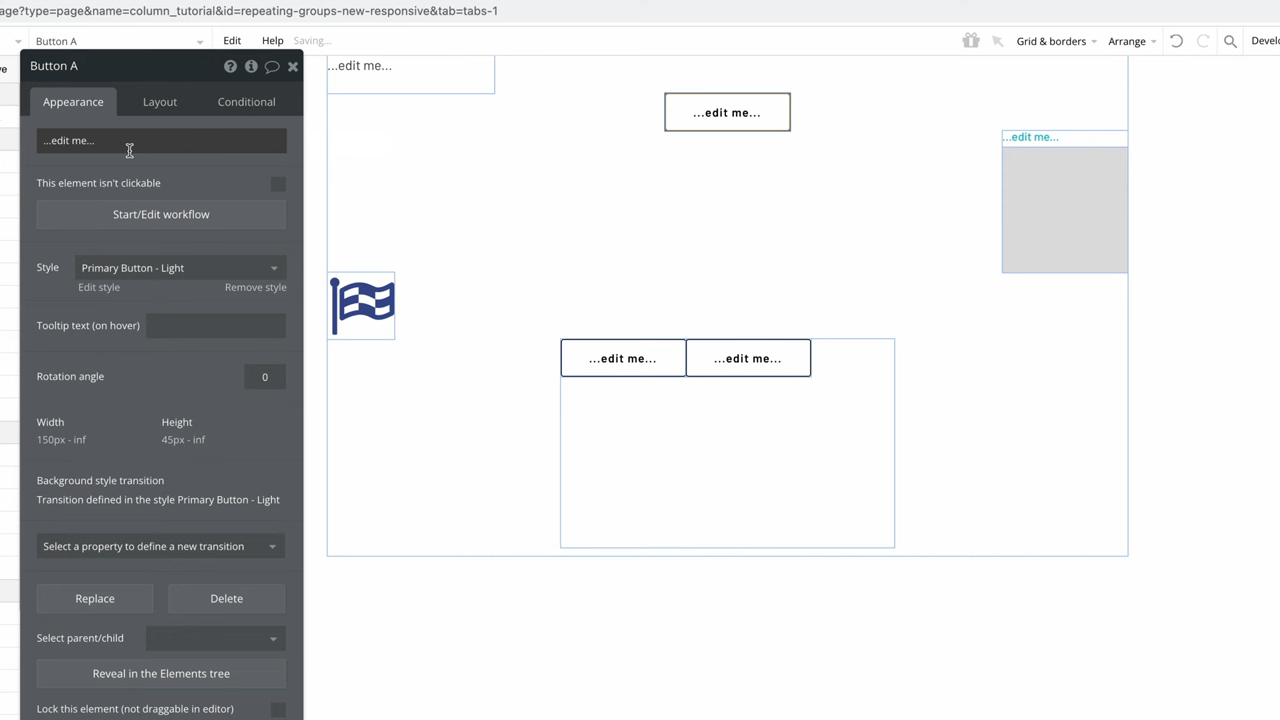 age?type=page&name=column_tutorial&id=repeating-groups-new-responsive&tab=tabs-1
Button A Edit Help Saving... Grid & borders Arrange Develo
ve
Button A
Appearance Layout Conditional
...edit me...
This element isn't clickable
Start/Edit workflow
Style Primary Button - Light
Edit style Remove style
Tooltip text (on hover)
Rotation angle 0
Width Height
150px - inf 45px - inf
Background style transition
Transition defined in the style Primary Button - Light
Select a property to define a new transition
Replace Delete
Select parent/child
Reveal in the Elements tree
Lock this element (not draggable in editor)
...edit me...
...edit me...
...edit me...
...edit me... ...edit me...